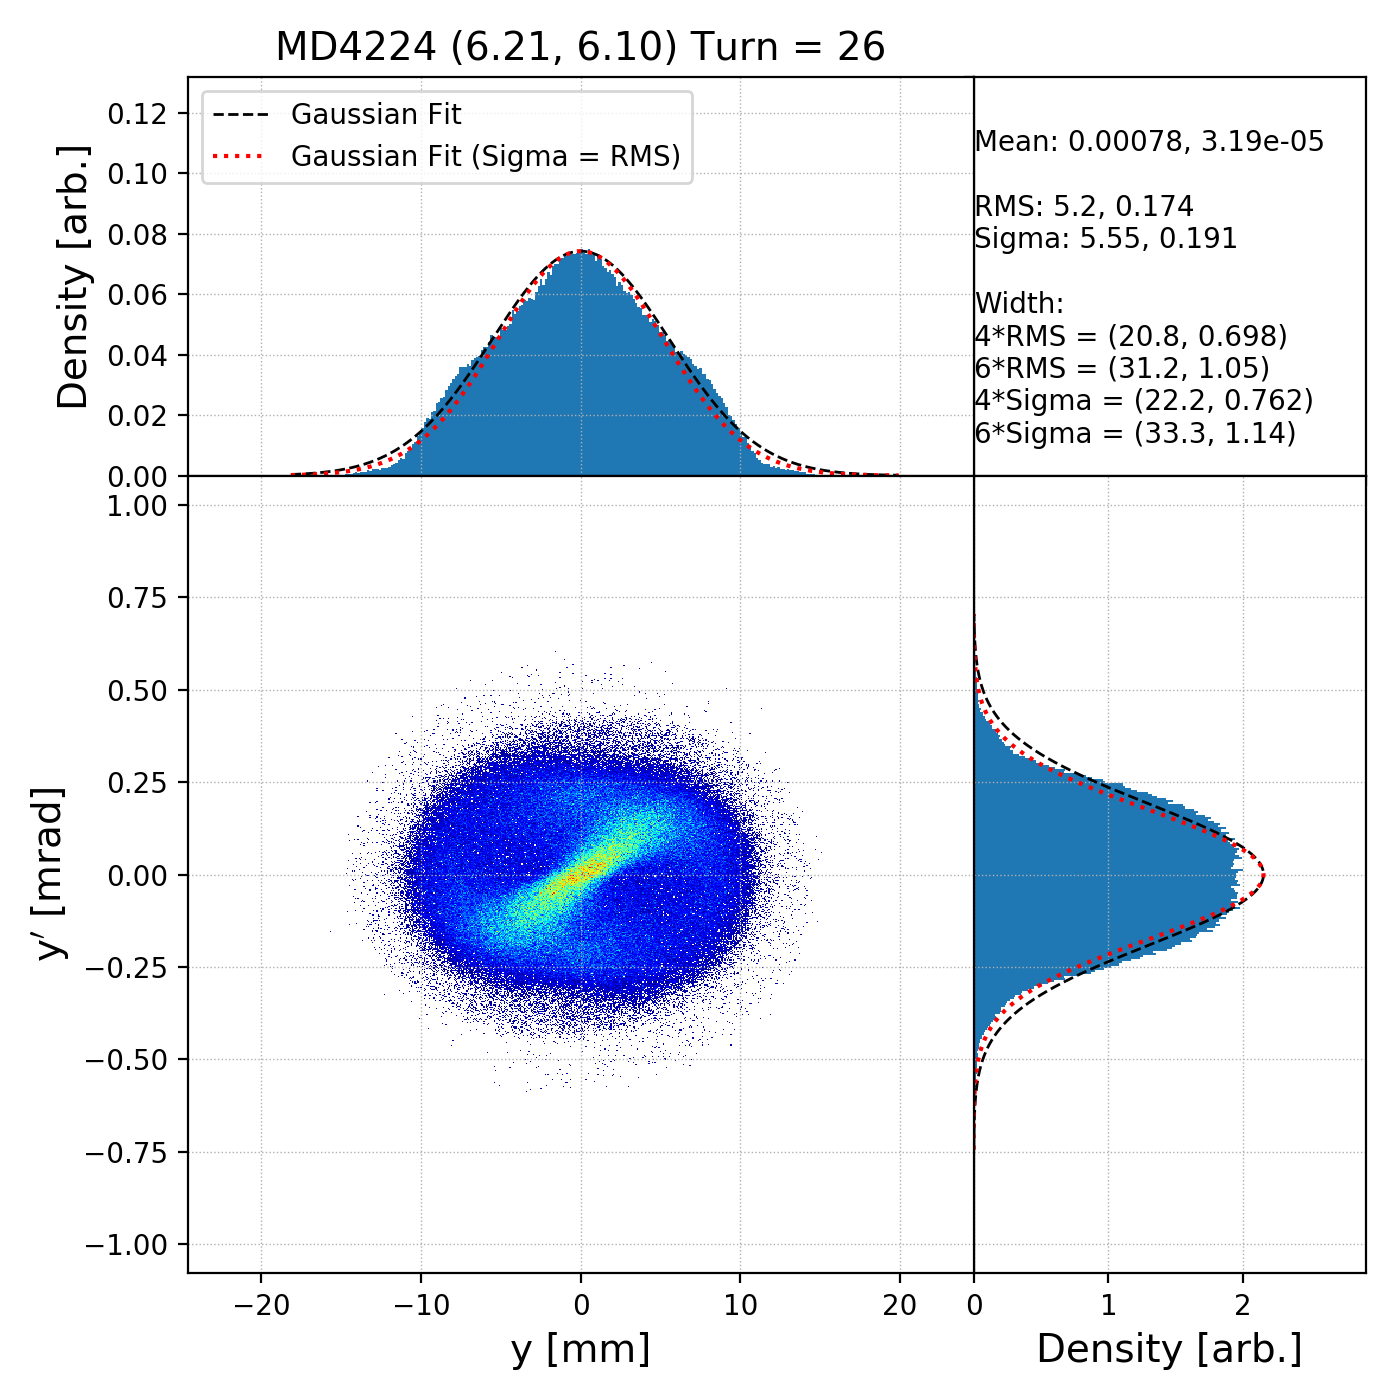 MD4224 (6.21, 6.10) Turn = 26
Gaussian Fit
Gaussian Fit (Sigma = RMS)
Density [arb.]
0.12
0.10
0.08
0.06
0.04
0.02
0.00
Mean: 0.00078, 3.19e-05
RMS: 5.2, 0.174
Sigma: 5.55, 0.191
Width:
4*RMS = (20.8, 0.698)
6*RMS = (31.2, 1.05)
4*Sigma = (22.2, 0.762)
6*Sigma = (33.3, 1.14)
y′ [mrad]
1.00
0.75
0.50
0.25
0.00
−0.25
−0.50
−0.75
−1.00
−20 −10 0 10 20
y [mm]
0 1 2
Density [arb.]